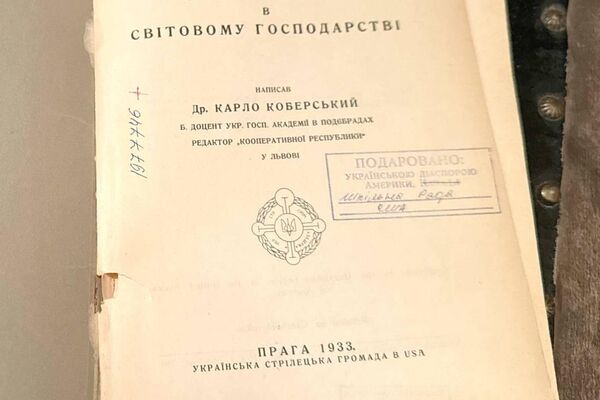 В
СВІТОВОМУ ГОСПОДАРСТВІ
НАПИСАВ
Др. КАРЛО КОБЕРСЬКИЙ
Б. ДОЦЕНТ УКР. ГОСП. АКАДЕМІЇ В ПОДЄБРАДАХ
РЕДАКТОР „КООПЕРАТИВНОЇ РЕСПУБЛИКИ"
У ЛЬВОВІ
ПОДАРОВАНО:
УКРАЇНСЬКОЮ ДІАСПОРОЮ
АМЕРИКИ,
Шкільна Рада
США
ПРАГА 1933.
УКРАЇНСЬКА СТРІЛЕЦЬКА ГРОМАДА В USA